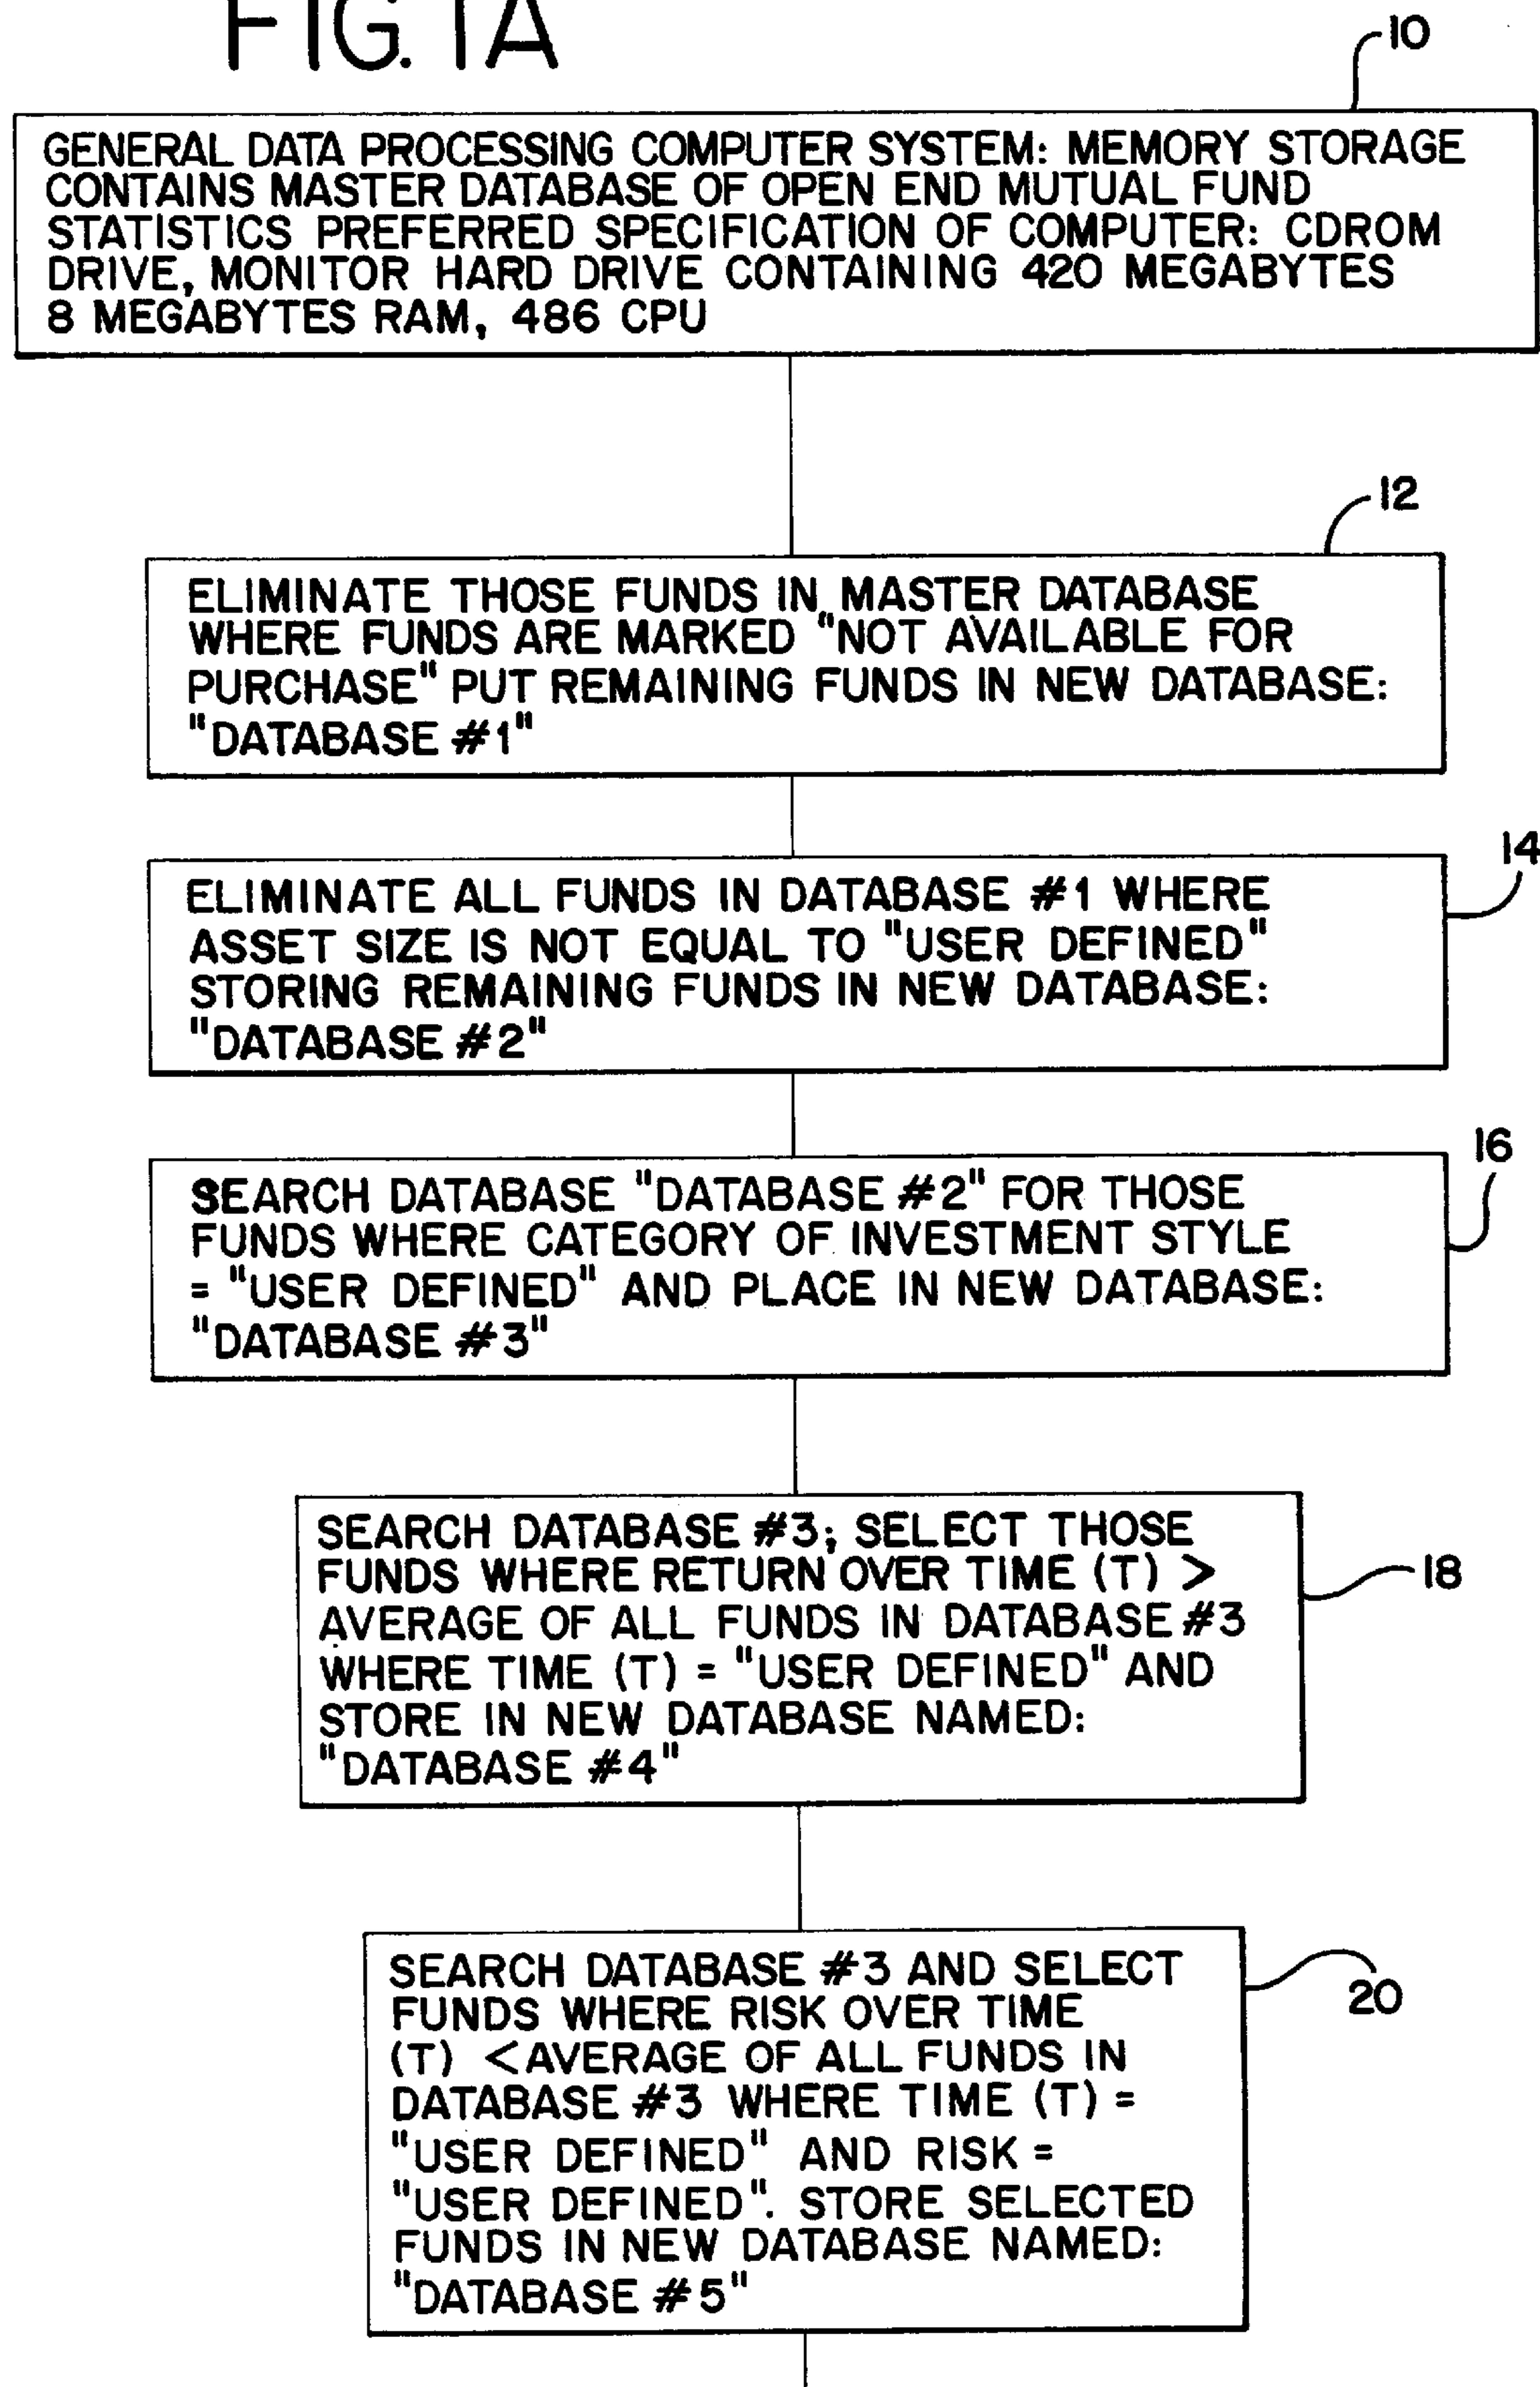 FIG. 1A
10
GENERAL DATA PROCESSING COMPUTER SYSTEM: MEMORY STORAGE
CONTAINS MASTER DATABASE OF OPEN END MUTUAL FUND
STATISTICS PREFERRED SPECIFICATION OF COMPUTER: CDROM
DRIVE, MONITOR HARD DRIVE CONTAINING 420 MEGABYTES
8 MEGABYTES RAM, 486 CPU
12
ELIMINATE THOSE FUNDS IN MASTER DATABASE
WHERE FUNDS ARE MARKED "NOT AVAILABLE FOR
PURCHASE" PUT REMAINING FUNDS IN NEW DATABASE:
"DATABASE #1"
14
ELIMINATE ALL FUNDS IN DATABASE #1 WHERE
ASSET SIZE IS NOT EQUAL TO "USER DEFINED"
STORING REMAINING FUNDS IN NEW DATABASE:
"DATABASE #2"
16
SEARCH DATABASE "DATABASE #2" FOR THOSE
FUNDS WHERE CATEGORY OF INVESTMENT STYLE
= "USER DEFINED" AND PLACE IN NEW DATABASE:
"DATABASE #3"
18
SEARCH DATABASE #3; SELECT THOSE
FUNDS WHERE RETURN OVER TIME (T) >
AVERAGE OF ALL FUNDS IN DATABASE #3
WHERE TIME (T) = "USER DEFINED" AND
STORE IN NEW DATABASE NAMED:
"DATABASE #4"
20
SEARCH DATABASE #3 AND SELECT
FUNDS WHERE RISK OVER TIME
(T) < AVERAGE OF ALL FUNDS IN
DATABASE #3 WHERE TIME (T) =
"USER DEFINED" AND RISK =
"USER DEFINED". STORE SELECTED
FUNDS IN NEW DATABASE NAMED:
"DATABASE #5"